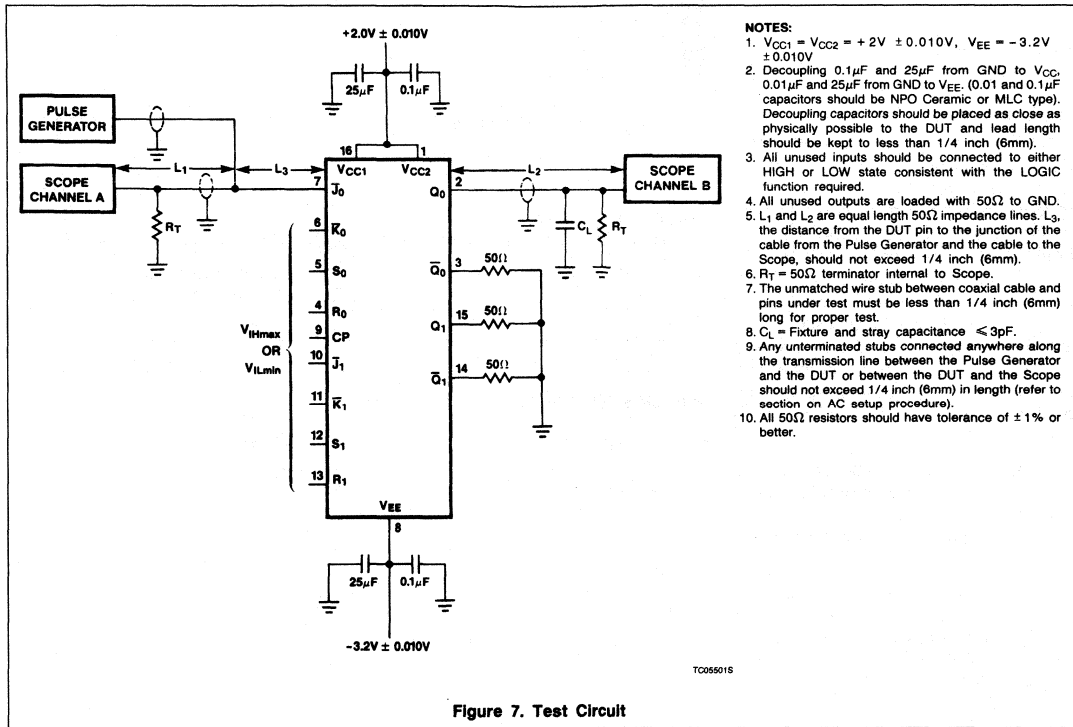 +2.0V ± 0.010V
25μF
0.1μF
PULSE
GENERATOR
SCOPE
CHANNEL A
L1
L3
RT
16
1
VCC1
VCC2
7
J̅0
6
K̅0
5
S0
4
R0
9
CP
10
J̅1
11
K̅1
12
S1
13
R1
VIHmax
OR
VILmin
2
Q0
L2
SCOPE
CHANNEL B
CL
RT
3
Q̅0
50Ω
15
Q1
50Ω
14
Q̅1
50Ω
VEE
8
25μF
0.1μF
-3.2V ± 0.010V
NOTES:
1. VCC1 = VCC2 = +2V ±0.010V, VEE = -3.2V
±0.010V
2. Decoupling 0.1μF and 25μF from GND to VCC,
0.01μF and 25μF from GND to VEE. (0.01 and 0.1μF
capacitors should be NPO Ceramic or MLC type).
Decoupling capacitors should be placed as close as
physically possible to the DUT and lead length
should be kept to less than 1/4 inch (6mm).
3. All unused inputs should be connected to either
HIGH or LOW state consistent with the LOGIC
function required.
4. All unused outputs are loaded with 50Ω to GND.
5. L1 and L2 are equal length 50Ω impedance lines. L3,
the distance from the DUT pin to the junction of the
cable from the Pulse Generator and the cable to the
Scope, should not exceed 1/4 inch (6mm).
6. RT = 50Ω terminator internal to Scope.
7. The unmatched wire stub between coaxial cable and
pins under test must be less than 1/4 inch (6mm)
long for proper test.
8. CL = Fixture and stray capacitance ≤ 3pF.
9. Any unterminated stubs connected anywhere along
the transmission line between the Pulse Generator
and the DUT or between the DUT and the Scope
should not exceed 1/4 inch (6mm) in length (refer to
section on AC setup procedure).
10. All 50Ω resistors should have tolerance of ±1% or
better.
TC05501S
Figure 7. Test Circuit